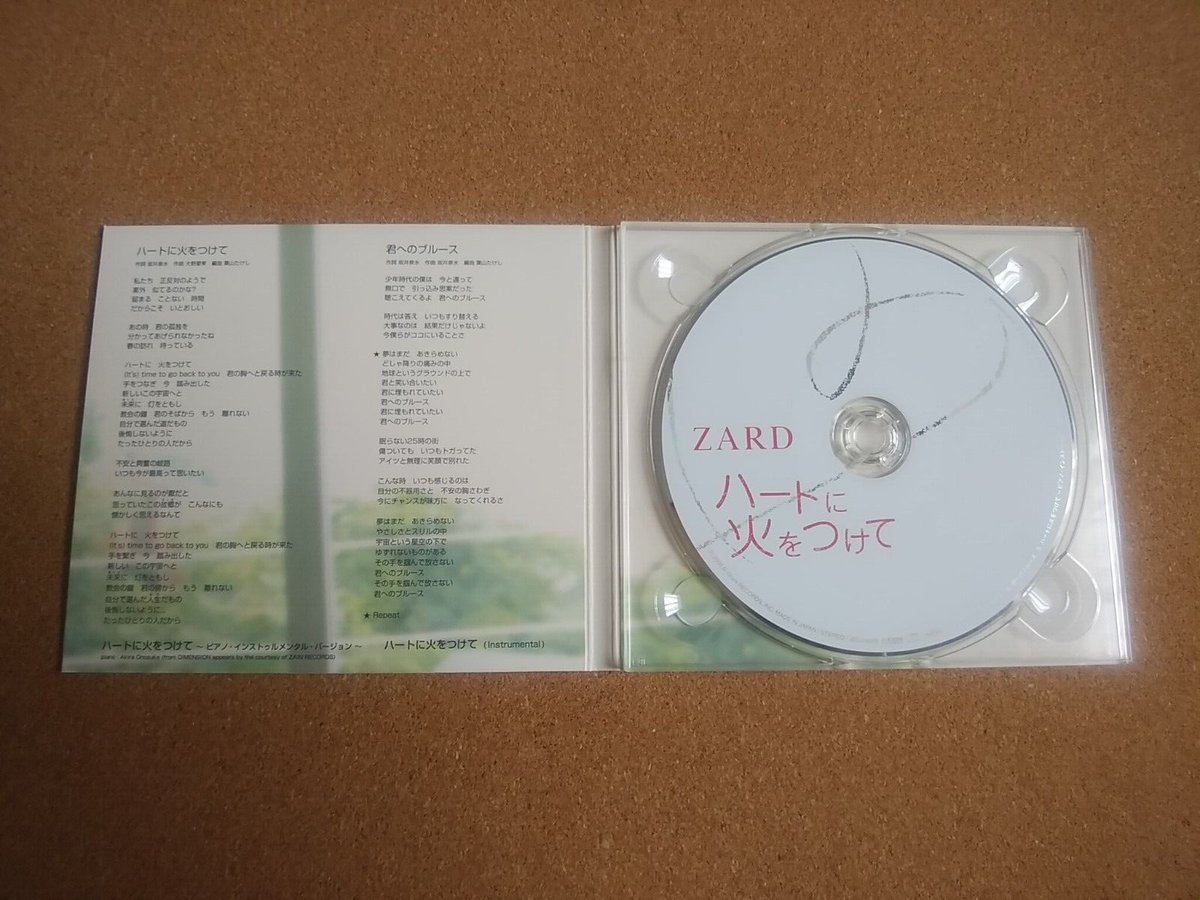 ハートに火をつけて
作詞 坂井泉水　作曲 大野愛果　編曲 葉山たけし
私たち　正反対のようで
案外　似てるのかな?
留まる　ことない　時間
だからこそ　いとおしい
あの時　君の孤独を
分かってあげられなかったね
春の訪れ　待っている
ハートに　火をつけて
(It's) time to go back to you　君の胸へと戻る時が来た
手をつなぎ　今　踏み出した
新しいこの宇宙へと
未来に　灯をともし
教会の鐘　君のそばから　もう　離れない
自分で選んだ道だもの
後悔しないように
たったひとりの人だから
不安と興奮の岐路
いつも今が最高って思いたい
あんなに見るのが厭だと
思っていたこの故郷が　こんなにも
懐かしく思えるなんて
ハートに　火をつけて
(It's) time to go back to you　君の胸へと戻る時が来た
手を繋ぎ　今　踏み出した
新しい　この宇宙へと
未来に　灯をともし
教会の鐘　君の傍から　もう　離れない
自分で選んだ人生だもの
後悔しないように…
たったひとりの人だから
ハートに火をつけて ～ ピアノ・インストゥルメンタル・バージョン ～
piano: Akira Onozuka (from DIMENSION appears by the courtesy of ZAIN RECORDS)
君へのブルース
作詞 坂井泉水　作曲 坂井泉水　編曲 葉山たけし
少年時代の僕は　今と違って
無口で　引っ込み思案だった
聴こえてくるよ　君へのブルース
時代は答え　いつもすり替える
大事なのは　結果だけじゃないよ
今僕らがココにいることさ
★ 夢はまだ　あきらめない
どしゃ降りの痛みの中
地球というグラウンドの上で
君と笑い合いたい
君に埋もれていたい
君へのブルース
君に埋もれていたい
君へのブルース
眠らない25時の街
傷ついても　いつもトガってた
アイツと無理に笑顔で別れた
こんな時　いつも感じるのは
自分の不器用さと　不安の胸さわぎ
今にチャンスが味方に　なってくれるさ
夢はまだ　あきらめない
やさしさとスリルの中
宇宙という星空の下で
ゆずれないものがある
その手を掴んで放さない
君へのブルース
その手を掴んで放さない
君へのブルース
★ Repeat
ハートに火をつけて (Instrumental)
ZARD
ハートに
火をつけて